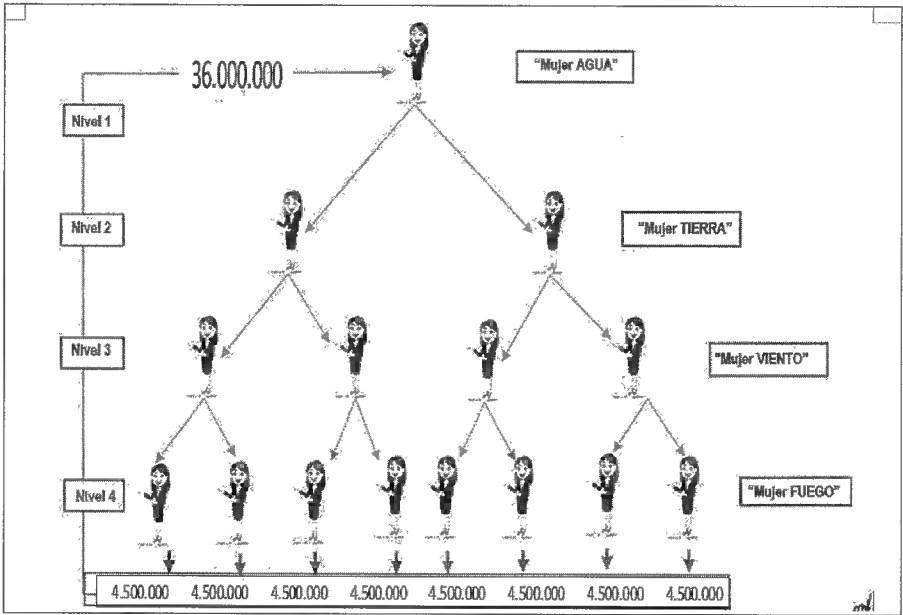 36.000.000
"Mujer AGUA"
Nivel 1
Nivel 2
"Mujer TIERRA"
Nivel 3
"Mujer VIENTO"
Nivel 4
"Mujer FUEGO"
4.500.000 4.500.000 4.500.000 4.500.000 4.500.000 4.500.000 4.500.000 4.500.000